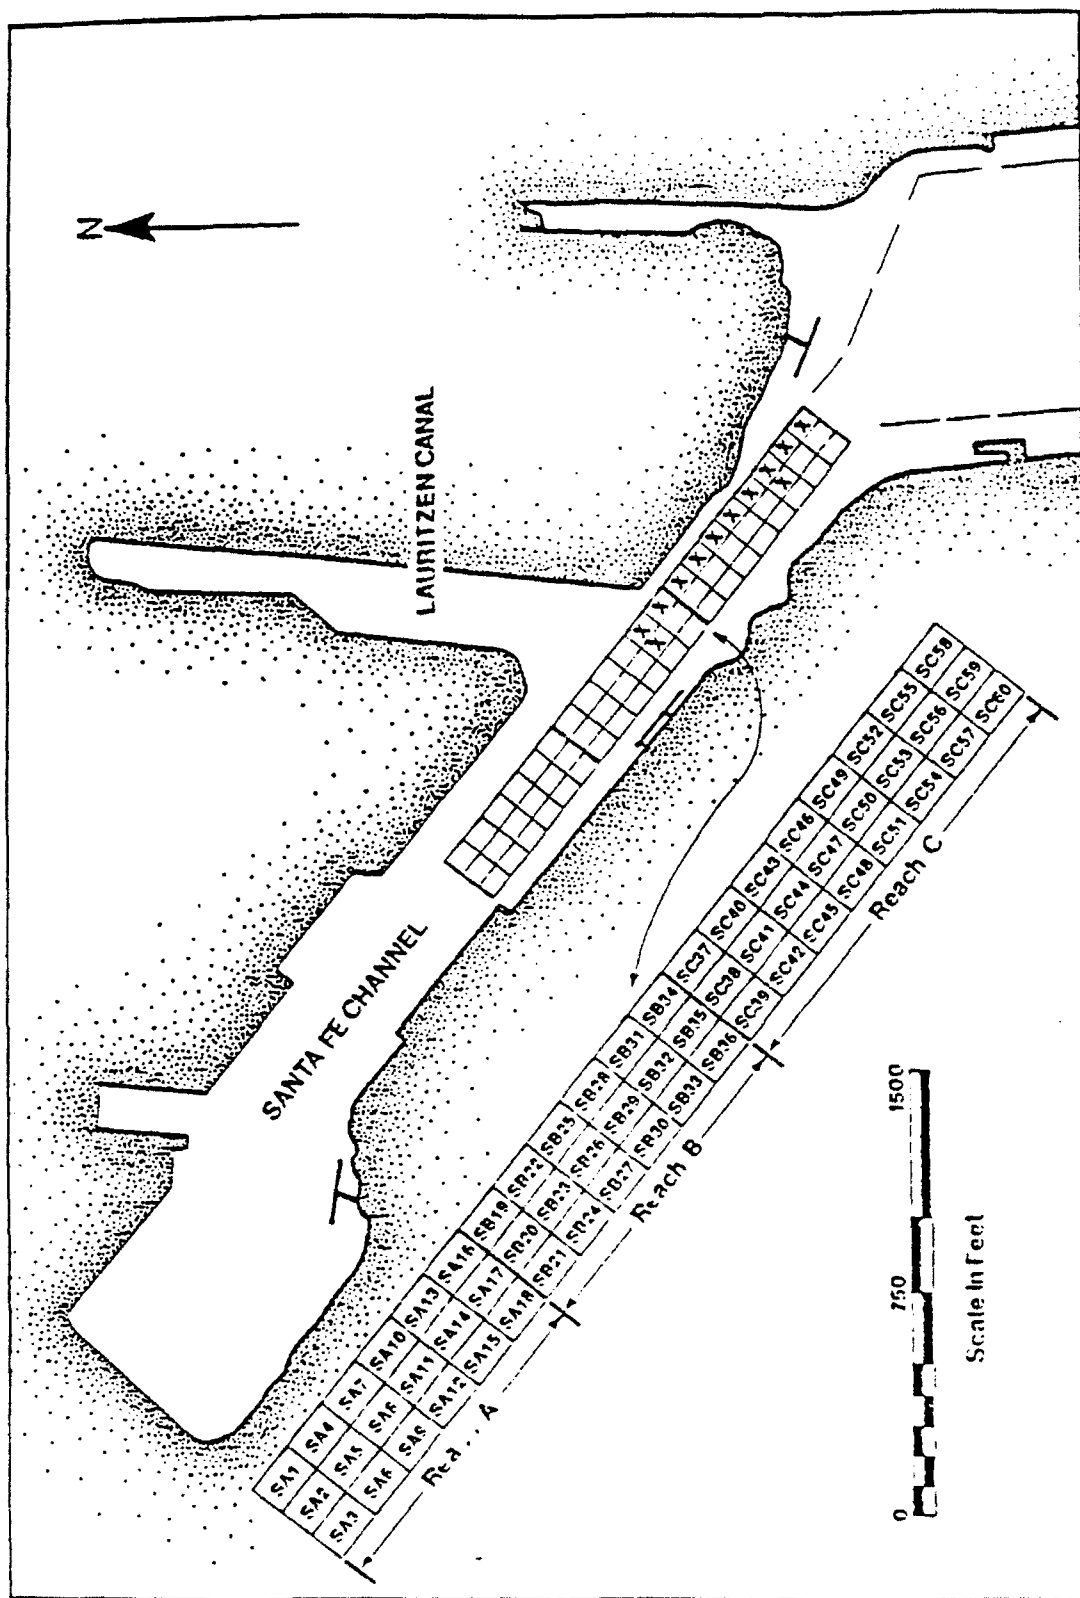 N
LAURITZEN CANAL
SANTA FE CHANNEL
X X X X X X X X X X X X
SA1 SA4 SA7 SA10 SA13 SA16 SB19 SB22 SB25 SB28 SB31 SB34 SC37 SC40 SC43 SC46 SC49 SC52 SC55 SC58
SA2 SA5 SA8 SA11 SA14 SA17 SB20 SB23 SB26 SB29 SB32 SB35 SC38 SC41 SC44 SC47 SC50 SC53 SC56 SC59
SA3 SA6 SA9 SA12 SA15 SA18 SB21 SB24 SB27 SB30 SB33 SB36 SC39 SC42 SC45 SC48 SC51 SC54 SC57 SC60
A
Reach B
Reach C
0 750 1500
Scale In Feet